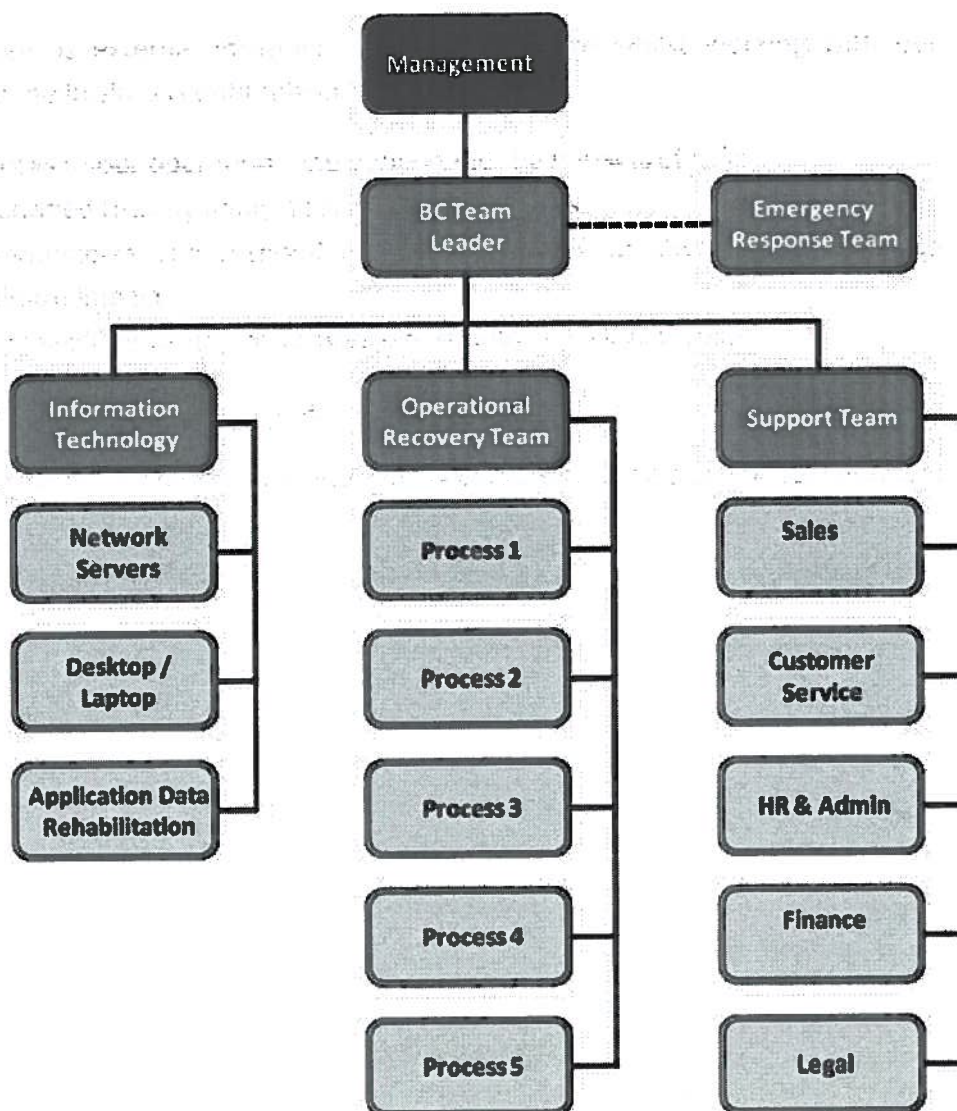 Management
BC Team
Leader
Emergency
Response Team
Information
Technology
Operational
Recovery Team
Support Team
Network
Servers
Desktop /
Laptop
Application Data
Rehabilitation
Process 1
Process 2
Process 3
Process 4
Process 5
Sales
Customer
Service
HR & Admin
Finance
Legal